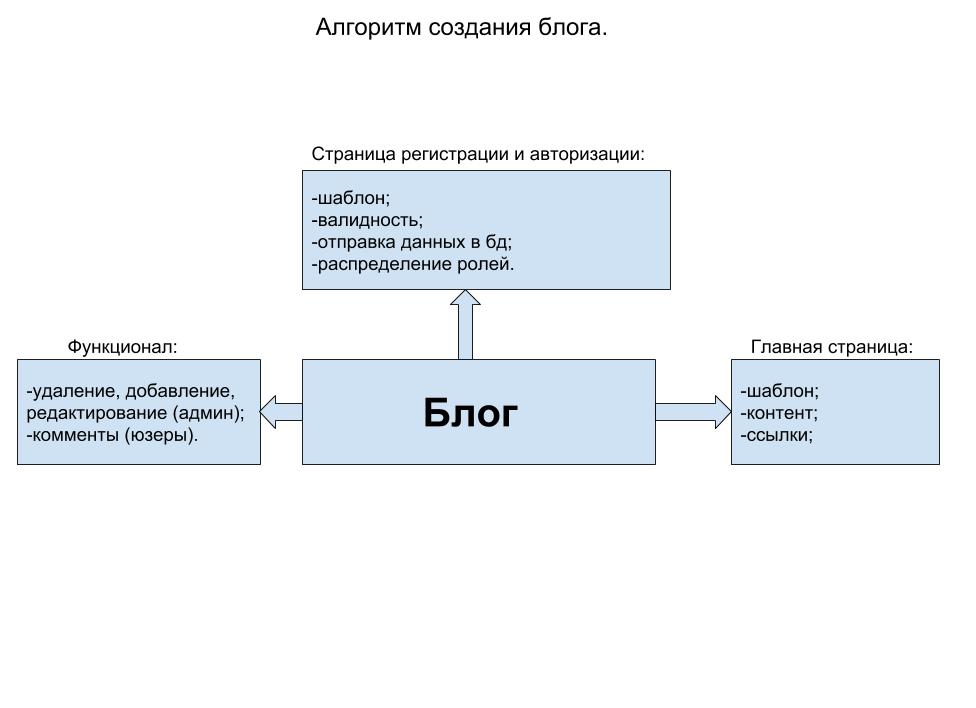 Алгоритм создания блога.
Страница регистрации и авторизации:
-шаблон;
-валидность;
-отправка данных в бд;
-распределение ролей.
Функционал:
-удаление, добавление,
редактирование (админ);
-комменты (юзеры).
Блог
Главная страница:
-шаблон;
-контент;
-ссылки;